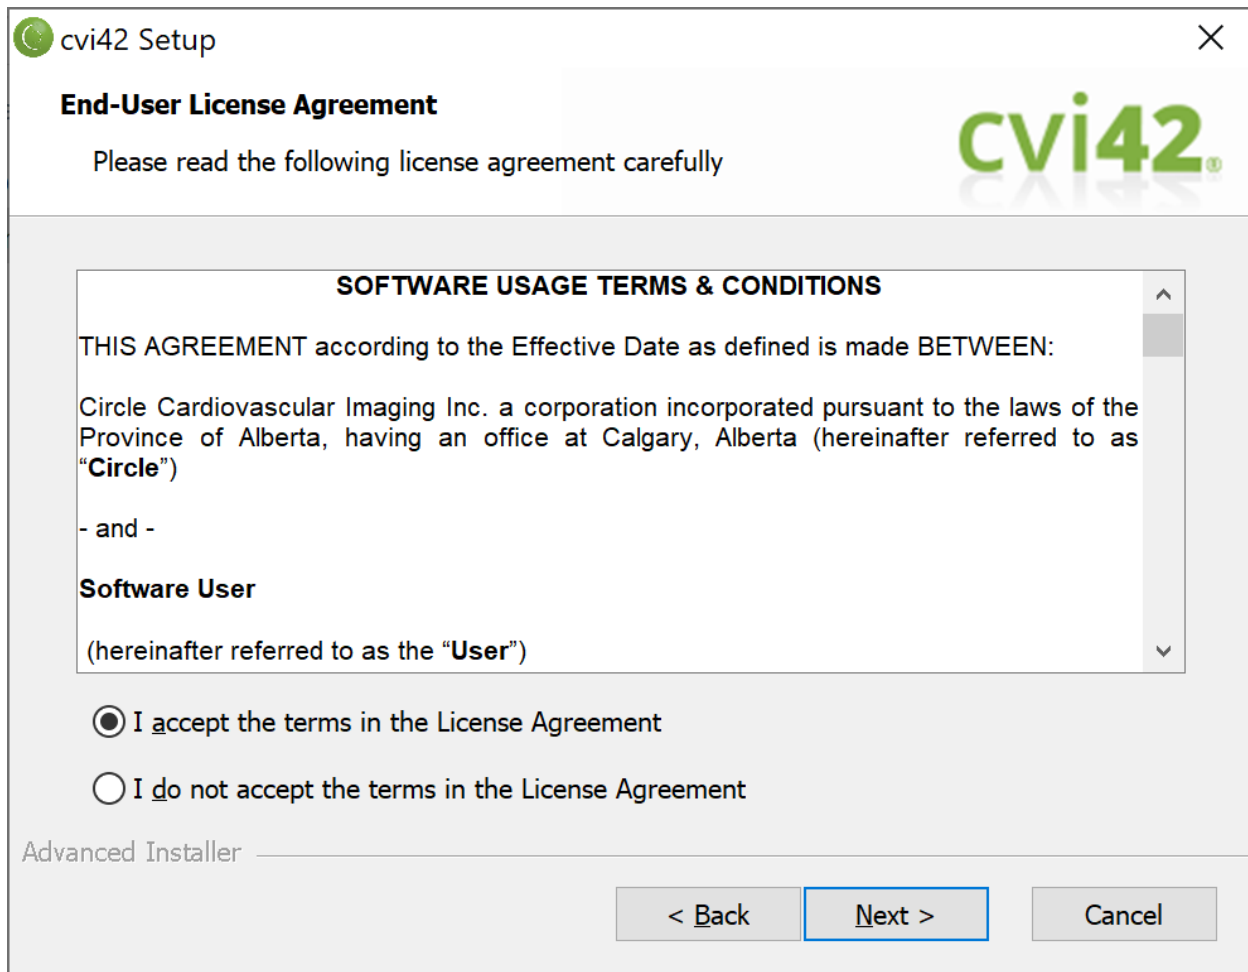 cvi42 Setup
End-User License Agreement
Please read the following license agreement carefully
cvi42®
SOFTWARE USAGE TERMS & CONDITIONS
THIS AGREEMENT according to the Effective Date as defined is made BETWEEN:
Circle Cardiovascular Imaging Inc. a corporation incorporated pursuant to the laws of the
Province of Alberta, having an office at Calgary, Alberta (hereinafter referred to as
“Circle”)
- and -
Software User
(hereinafter referred to as the “User”)
I accept the terms in the License Agreement
I do not accept the terms in the License Agreement
Advanced Installer
< Back
Next >
Cancel